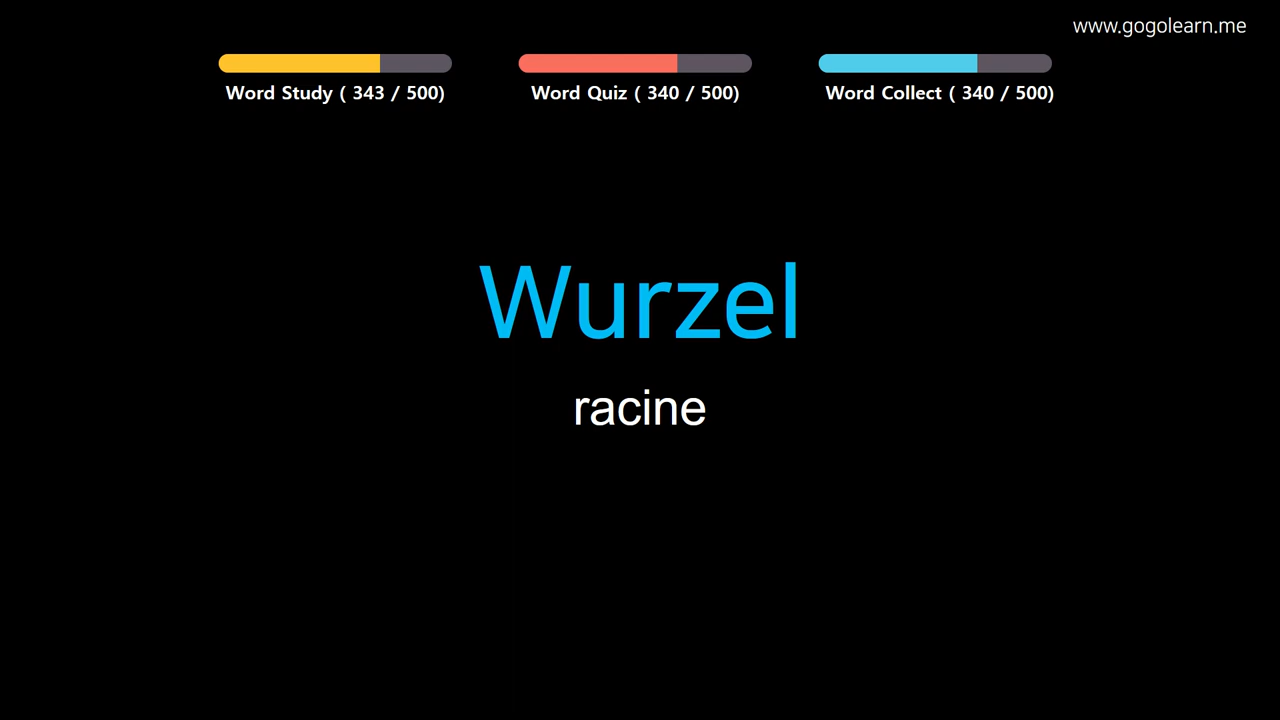 www.gogolearn.me
Word Study ( 343 / 500)
Word Quiz ( 340 / 500)
Word Collect ( 340 / 500)
Wurzel
racine